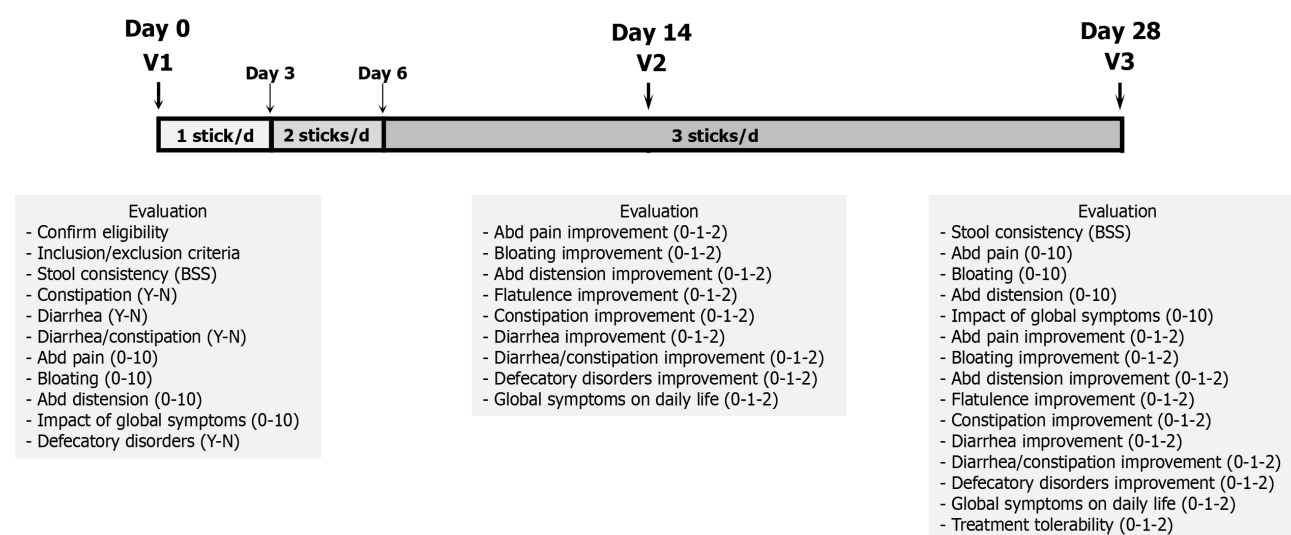 Day 0
V1
Day 3
Day 6
Day 14
V2
Day 28
V3
1 stick/d
2 sticks/d
3 sticks/d
Evaluation
- Confirm eligibility
- Inclusion/exclusion criteria
- Stool consistency (BSS)
- Constipation (Y-N)
- Diarrhea (Y-N)
- Diarrhea/constipation (Y-N)
- Abd pain (0-10)
- Bloating (0-10)
- Abd distension (0-10)
- Impact of global symptoms (0-10)
- Defecatory disorders (Y-N)
Evaluation
- Abd pain improvement (0-1-2)
- Bloating improvement (0-1-2)
- Abd distension improvement (0-1-2)
- Flatulence improvement (0-1-2)
- Constipation improvement (0-1-2)
- Diarrhea improvement (0-1-2)
- Diarrhea/constipation improvement (0-1-2)
- Defecatory disorders improvement (0-1-2)
- Global symptoms on daily life (0-1-2)
Evaluation
- Stool consistency (BSS)
- Abd pain (0-10)
- Bloating (0-10)
- Abd distension (0-10)
- Impact of global symptoms (0-10)
- Abd pain improvement (0-1-2)
- Bloating improvement (0-1-2)
- Abd distension improvement (0-1-2)
- Flatulence improvement (0-1-2)
- Constipation improvement (0-1-2)
- Diarrhea improvement (0-1-2)
- Diarrhea/constipation improvement (0-1-2)
- Defecatory disorders improvement (0-1-2)
- Global symptoms on daily life (0-1-2)
- Treatment tolerability (0-1-2)